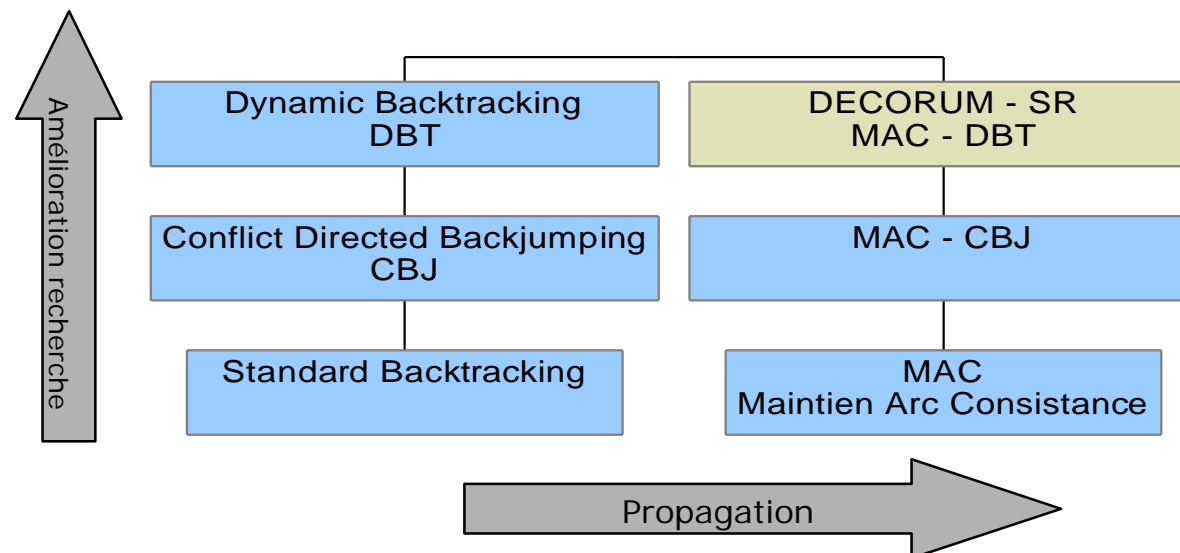 Amélioration recherche
Dynamic Backtracking
DBT
DECORUM - SR
MAC - DBT
Conflict Directed Backjumping
CBJ
MAC - CBJ
Standard Backtracking
MAC
Maintien Arc Consistance
Propagation